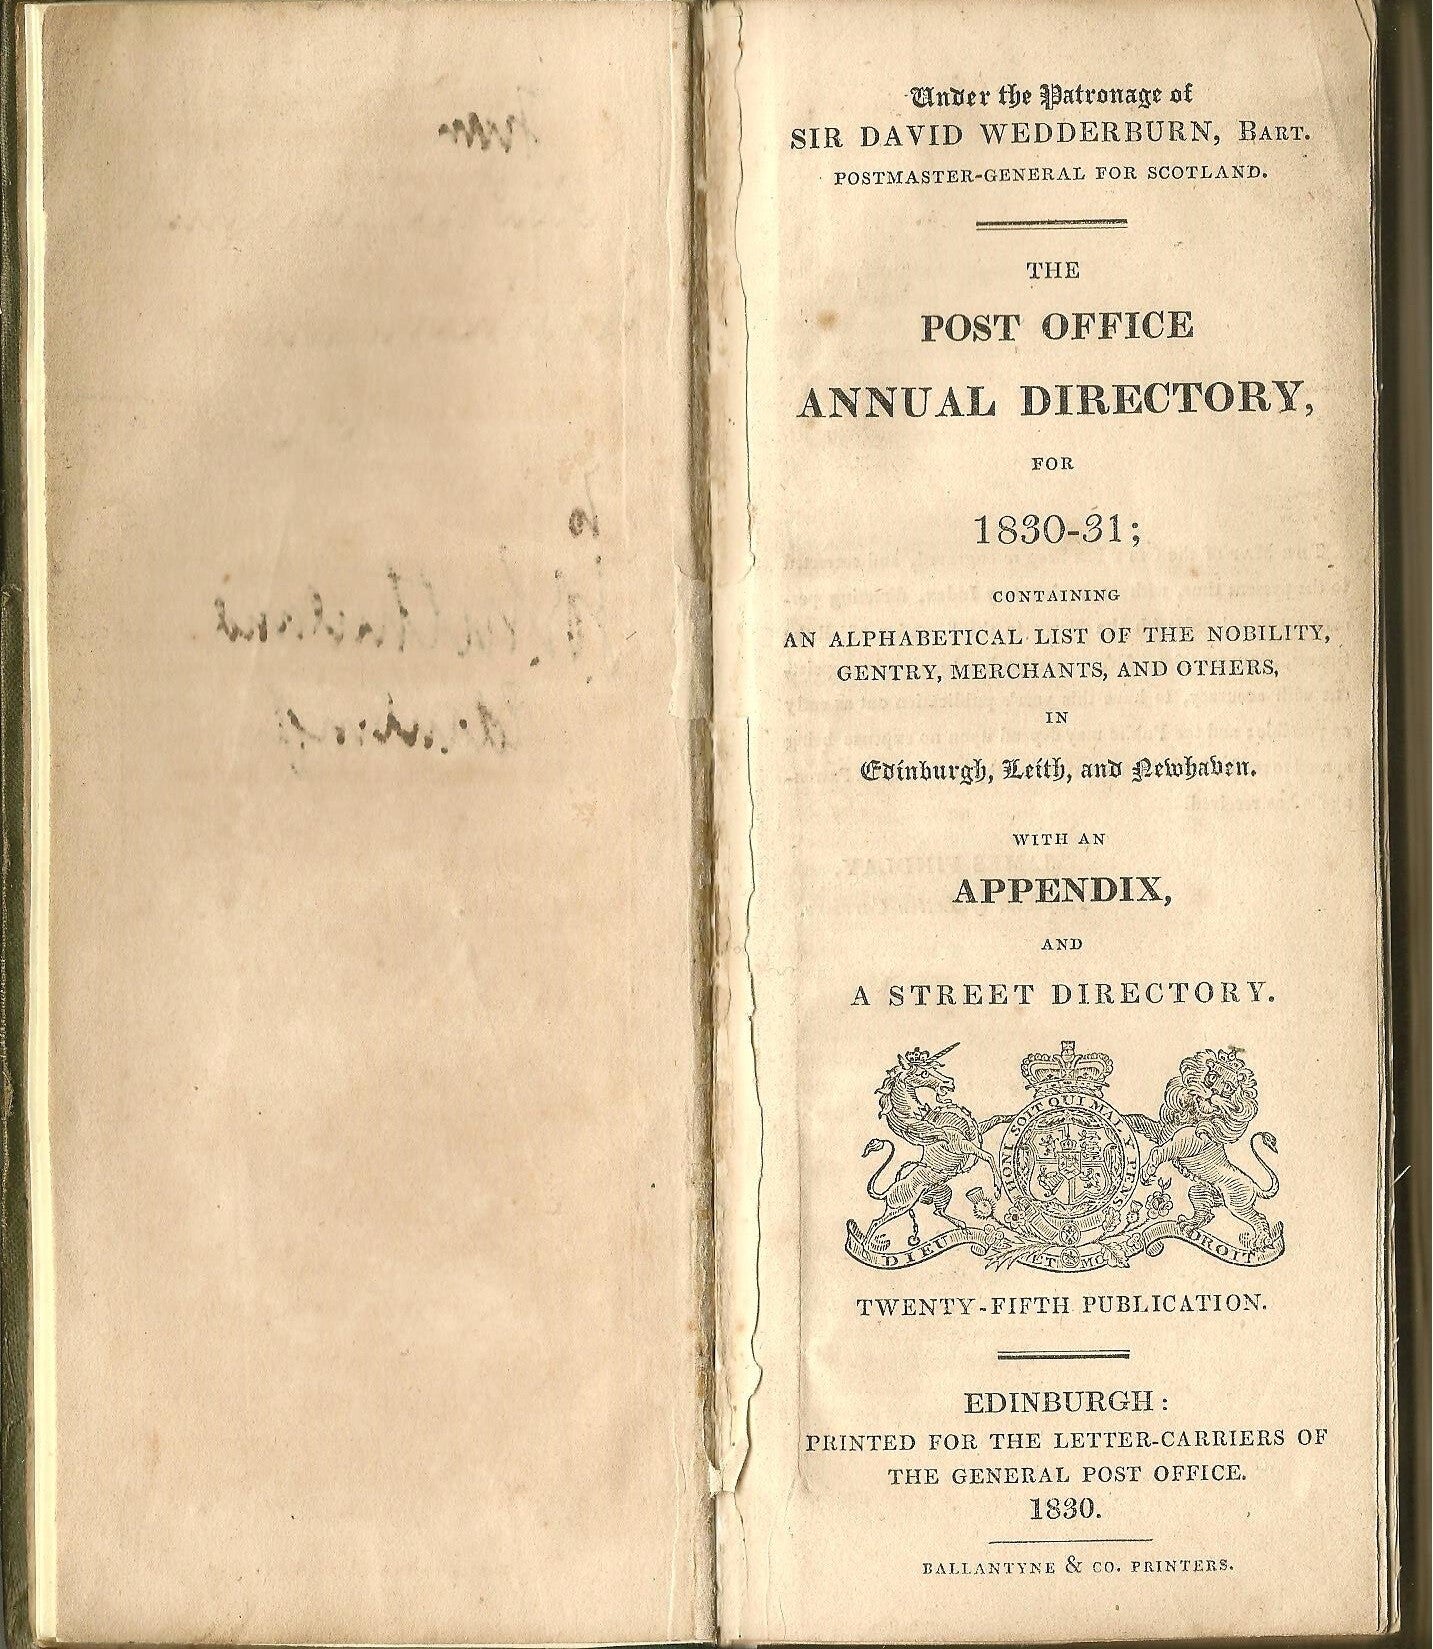 Under the Patronage of
SIR DAVID WEDDERBURN, BART.
POSTMASTER-GENERAL FOR SCOTLAND.
THE
POST OFFICE
ANNUAL DIRECTORY,
FOR
1830-31;
CONTAINING
AN ALPHABETICAL LIST OF THE NOBILITY,
GENTRY, MERCHANTS, AND OTHERS,
IN
Edinburgh, Leith, and Newhaven.
WITH AN
APPENDIX,
AND
A STREET DIRECTORY.
HONI SOIT QUI MAL Y PENS
DIEU ET MO DROIT
TWENTY-FIFTH PUBLICATION.
EDINBURGH:
PRINTED FOR THE LETTER-CARRIERS OF
THE GENERAL POST OFFICE.
1830.
BALLANTYNE & CO. PRINTERS.